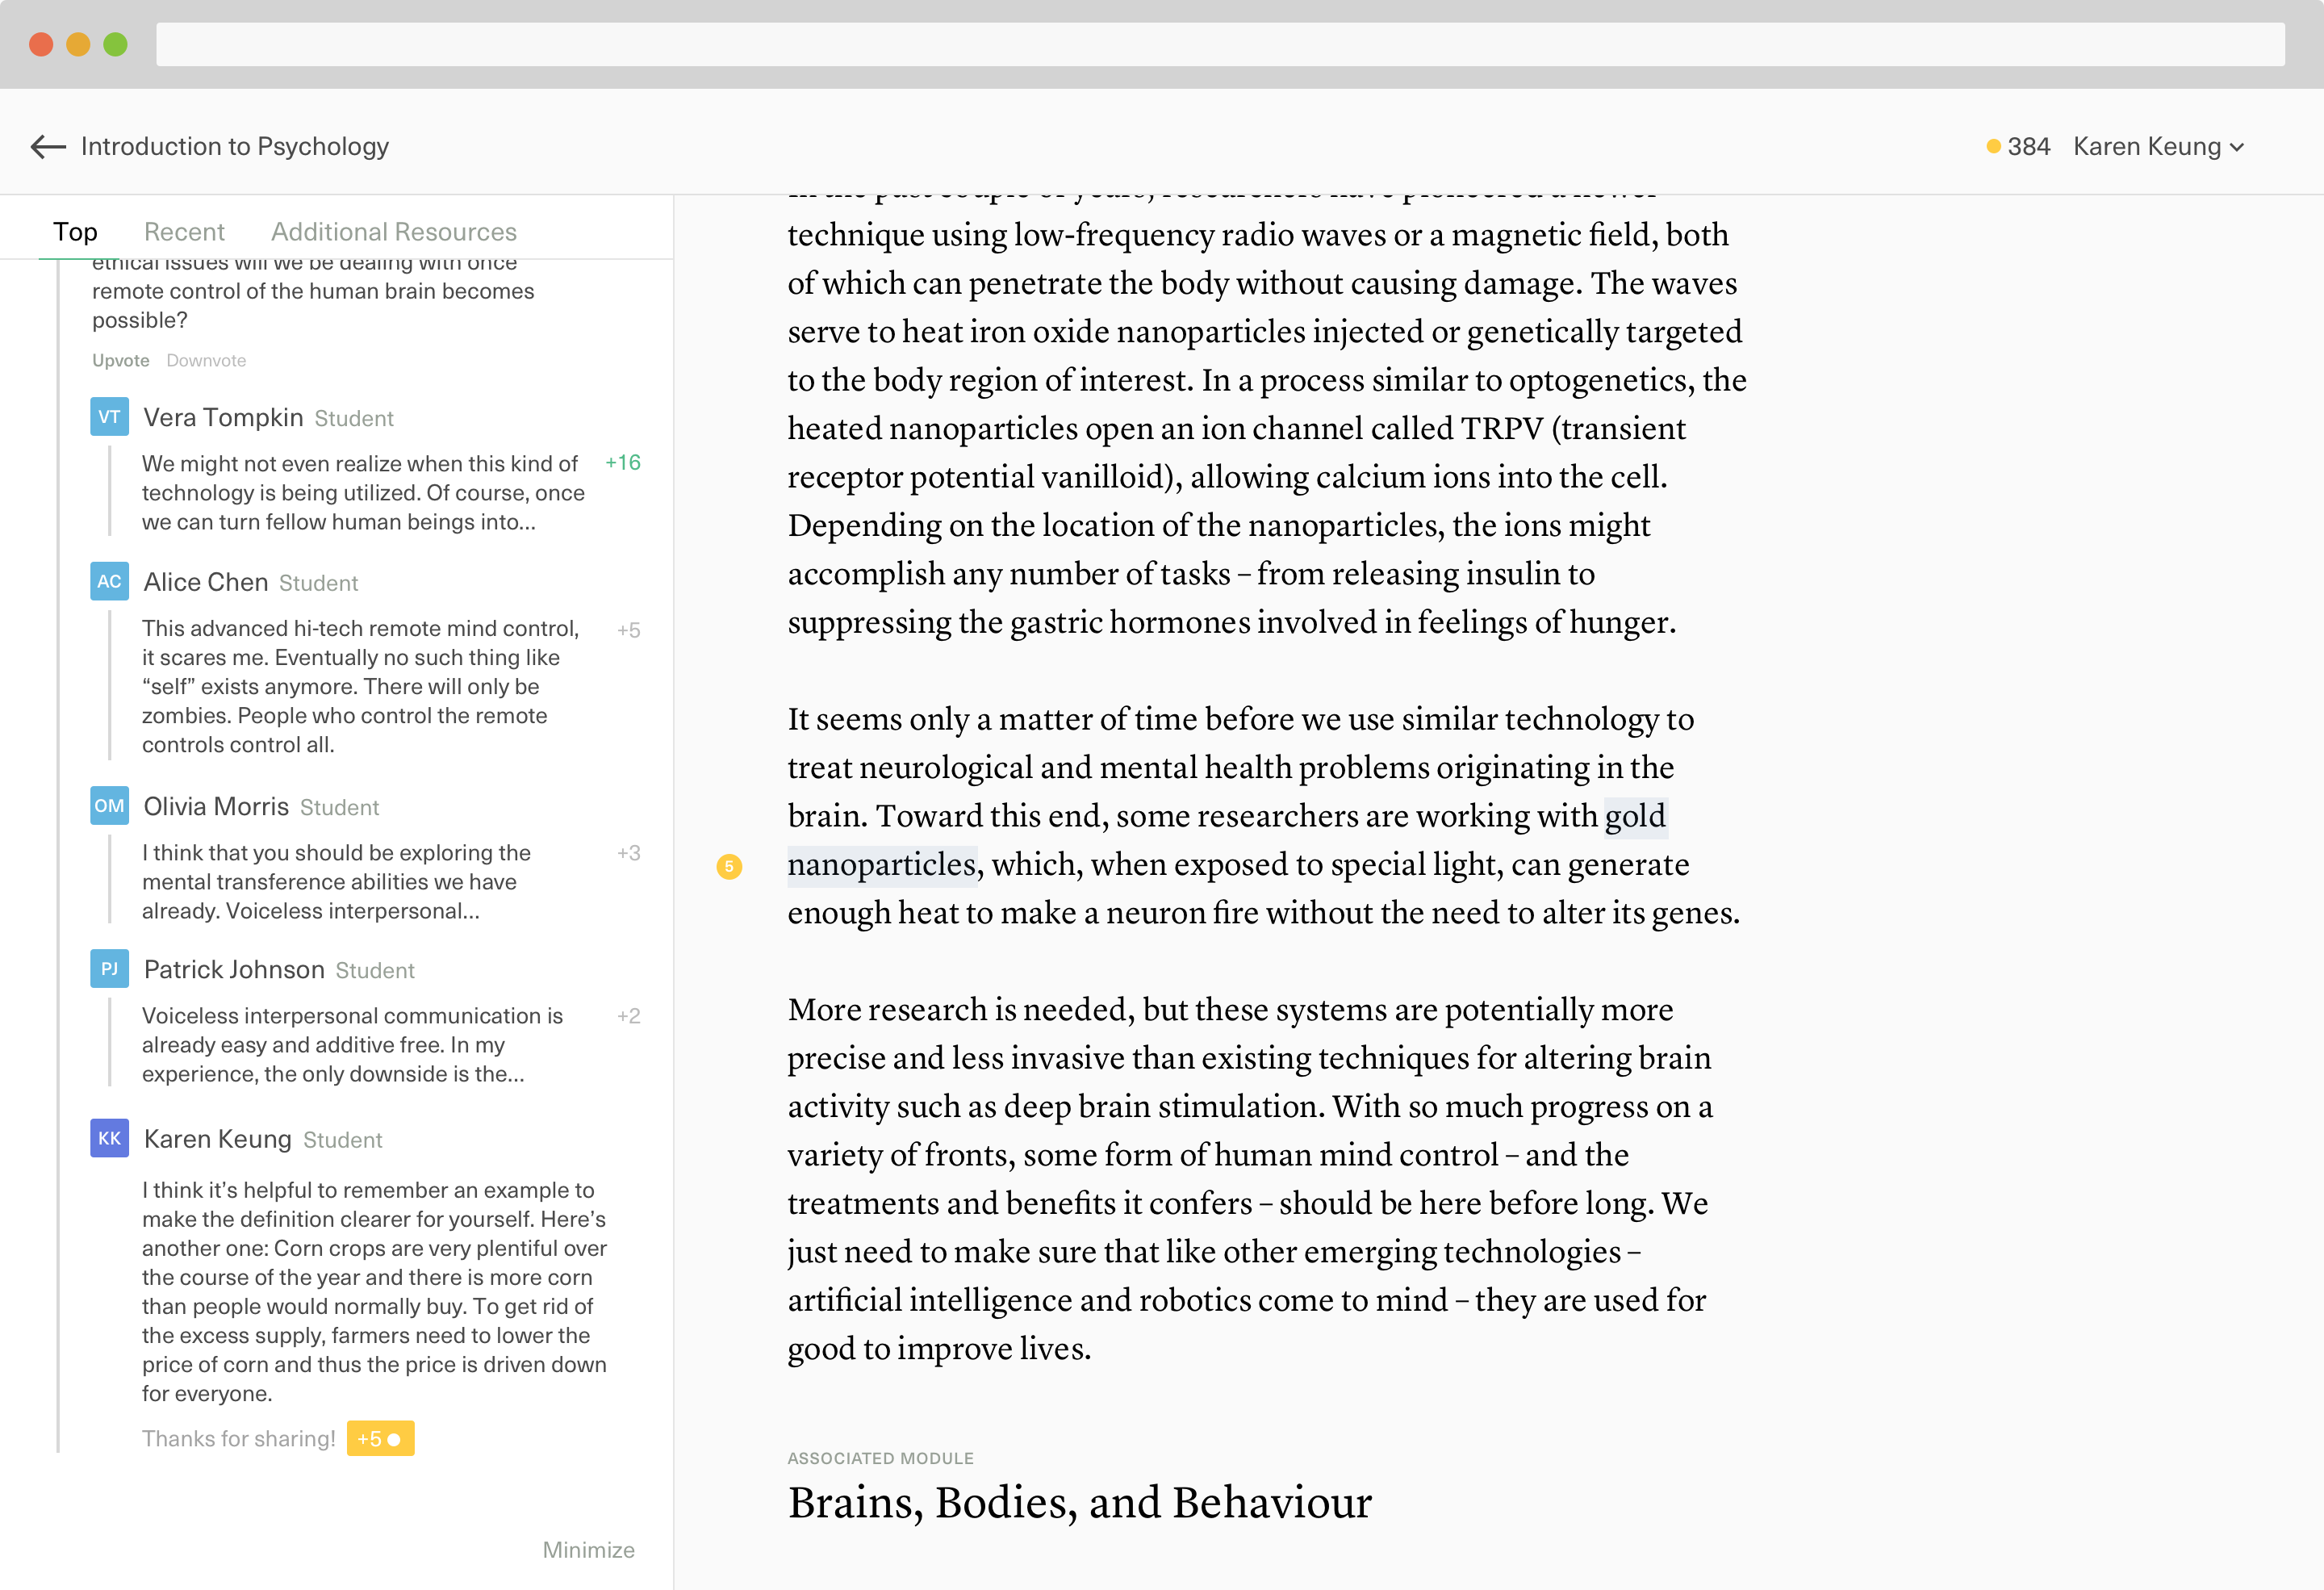 Introduction to Psychology
384 Karen Keung
Top Recent Additional Resources
ethical issues will we be dealing with once
remote control of the human brain becomes
possible?
Upvote Downvote
VT Vera Tompkin Student
We might not even realize when this kind of +16
technology is being utilized. Of course, once
we can turn fellow human beings into...
AC Alice Chen Student
This advanced hi-tech remote mind control, +5
it scares me. Eventually no such thing like
“self” exists anymore. There will only be
zombies. People who control the remote
controls control all.
OM Olivia Morris Student
I think that you should be exploring the +3
mental transference abilities we have
already. Voiceless interpersonal...
PJ Patrick Johnson Student
Voiceless interpersonal communication is +2
already easy and additive free. In my
experience, the only downside is the...
KK Karen Keung Student
I think it’s helpful to remember an example to
make the definition clearer for yourself. Here’s
another one: Corn crops are very plentiful over
the course of the year and there is more corn
than people would normally buy. To get rid of
the excess supply, farmers need to lower the
price of corn and thus the price is driven down
for everyone.
Thanks for sharing! +5
Minimize
In the past couple of years, researchers have pioneered a newer
technique using low-frequency radio waves or a magnetic field, both
of which can penetrate the body without causing damage. The waves
serve to heat iron oxide nanoparticles injected or genetically targeted
to the body region of interest. In a process similar to optogenetics, the
heated nanoparticles open an ion channel called TRPV (transient
receptor potential vanilloid), allowing calcium ions into the cell.
Depending on the location of the nanoparticles, the ions might
accomplish any number of tasks – from releasing insulin to
suppressing the gastric hormones involved in feelings of hunger.
It seems only a matter of time before we use similar technology to
treat neurological and mental health problems originating in the
brain. Toward this end, some researchers are working with gold
5 nanoparticles, which, when exposed to special light, can generate
enough heat to make a neuron fire without the need to alter its genes.
More research is needed, but these systems are potentially more
precise and less invasive than existing techniques for altering brain
activity such as deep brain stimulation. With so much progress on a
variety of fronts, some form of human mind control – and the
treatments and benefits it confers – should be here before long. We
just need to make sure that like other emerging technologies –
artificial intelligence and robotics come to mind – they are used for
good to improve lives.
ASSOCIATED MODULE
Brains, Bodies, and Behaviour